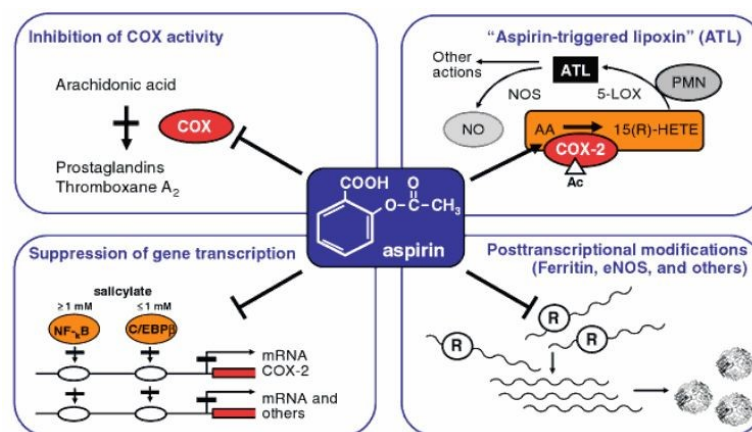 Inhibition of COX activity
Arachidonic acid
COX
Prostaglandins
Thromboxane A₂
"Aspirin-triggered lipoxin" (ATL)
Other
actions
ATL
PMN
NOS
5-LOX
NO
AA
15(R)-HETE
COX-2
Ac
COOH
O
O–C–CH₃
aspirin
Suppression of gene transcription
salicylate
≥ 1 mM
≤ 1 mM
NF-κB
C/EBPβ
mRNA
COX-2
mRNA and
others
Posttranscriptional modifications
(Ferritin, eNOS, and others)
R
R
R